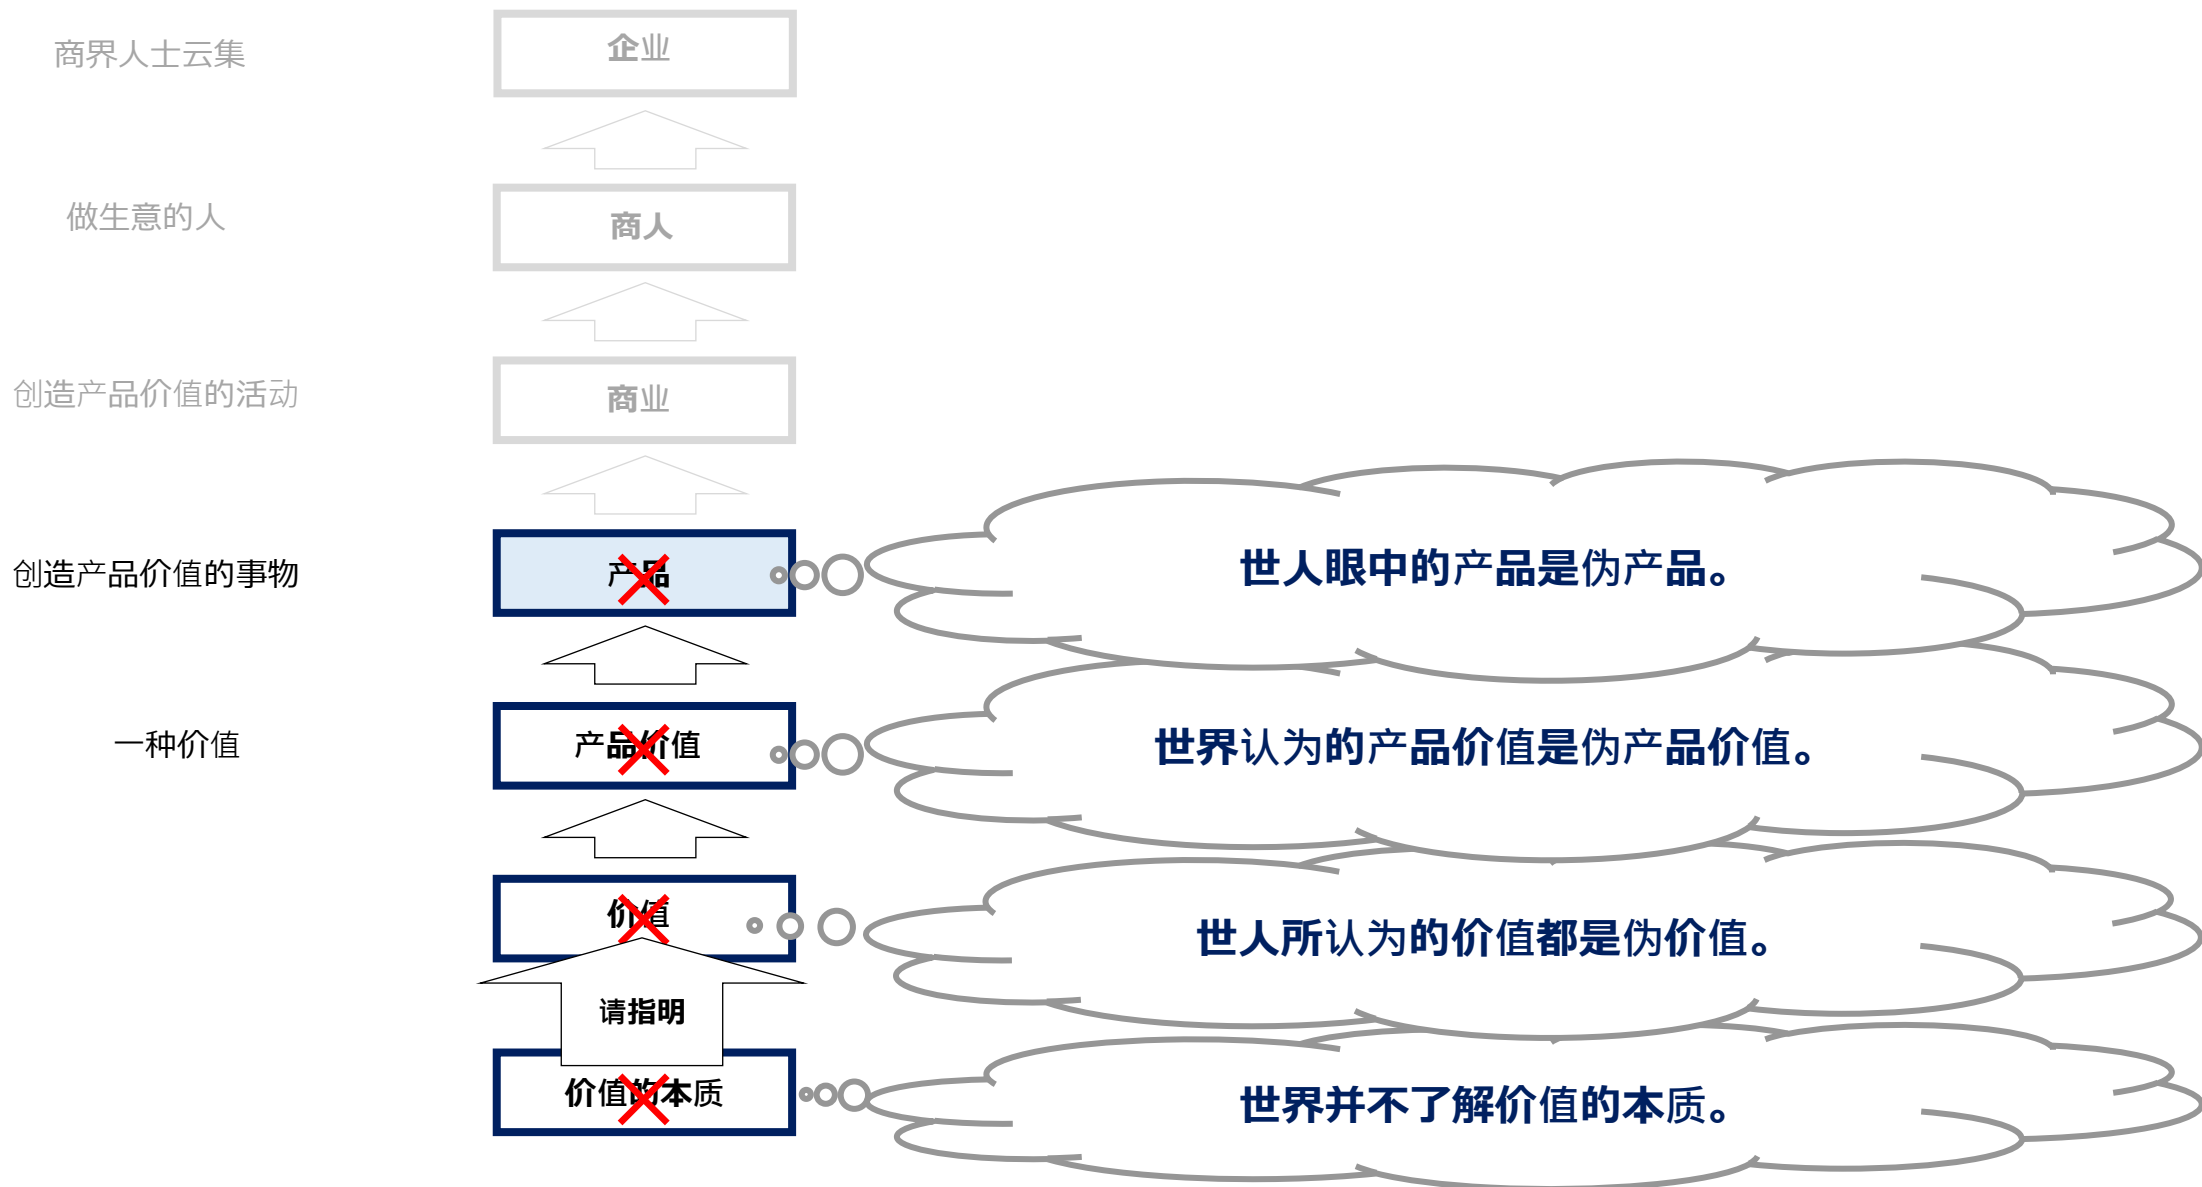 商界人士云集
企业
做生意的人
商人
创造产品价值的活动
商业
创造产品价值的事物
产品
世人眼中的产品是伪产品。
一种价值
产品价值
世界认为的产品价值是伪产品价值。
价值
世人所认为的价值都是伪价值。
请指明
价值的本质
世界并不了解价值的本质。